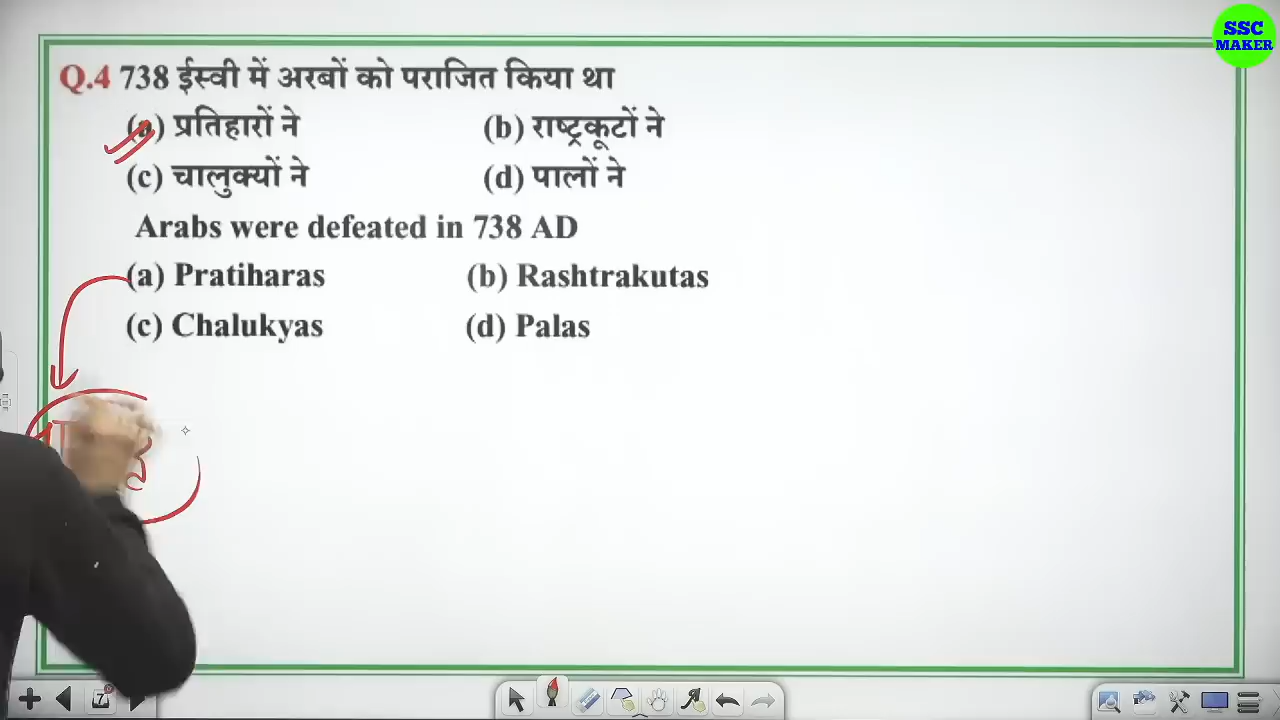 SSC
MAKER
Q.4 738 ईस्वी में अरबों को पराजित किया था
(a) प्रतिहारों ने (b) राष्ट्रकूटों ने
(c) चालुक्यों ने (d) पालों ने
Arabs were defeated in 738 AD
(a) Pratiharas (b) Rashtrakutas
(c) Chalukyas (d) Palas